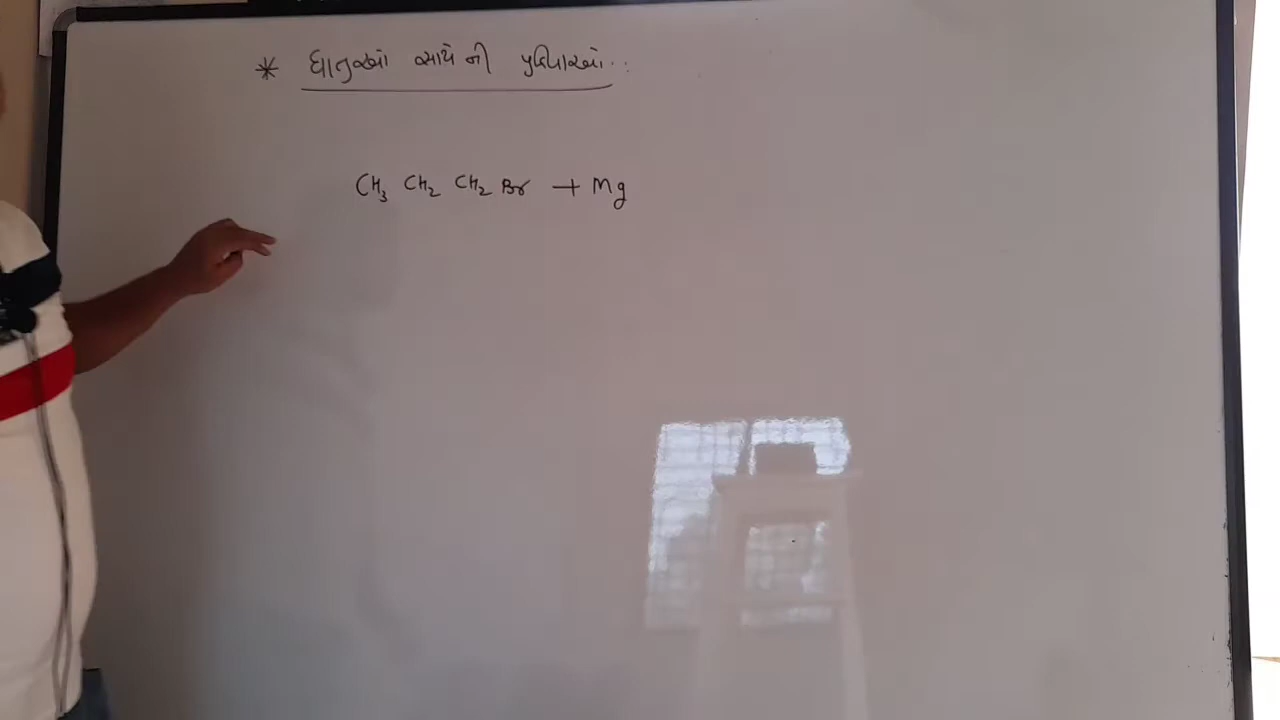 * ધાતુઓ સાથેની પ્રક્રિયાઓ..
CH₃ CH₂ CH₂ Br + Mg